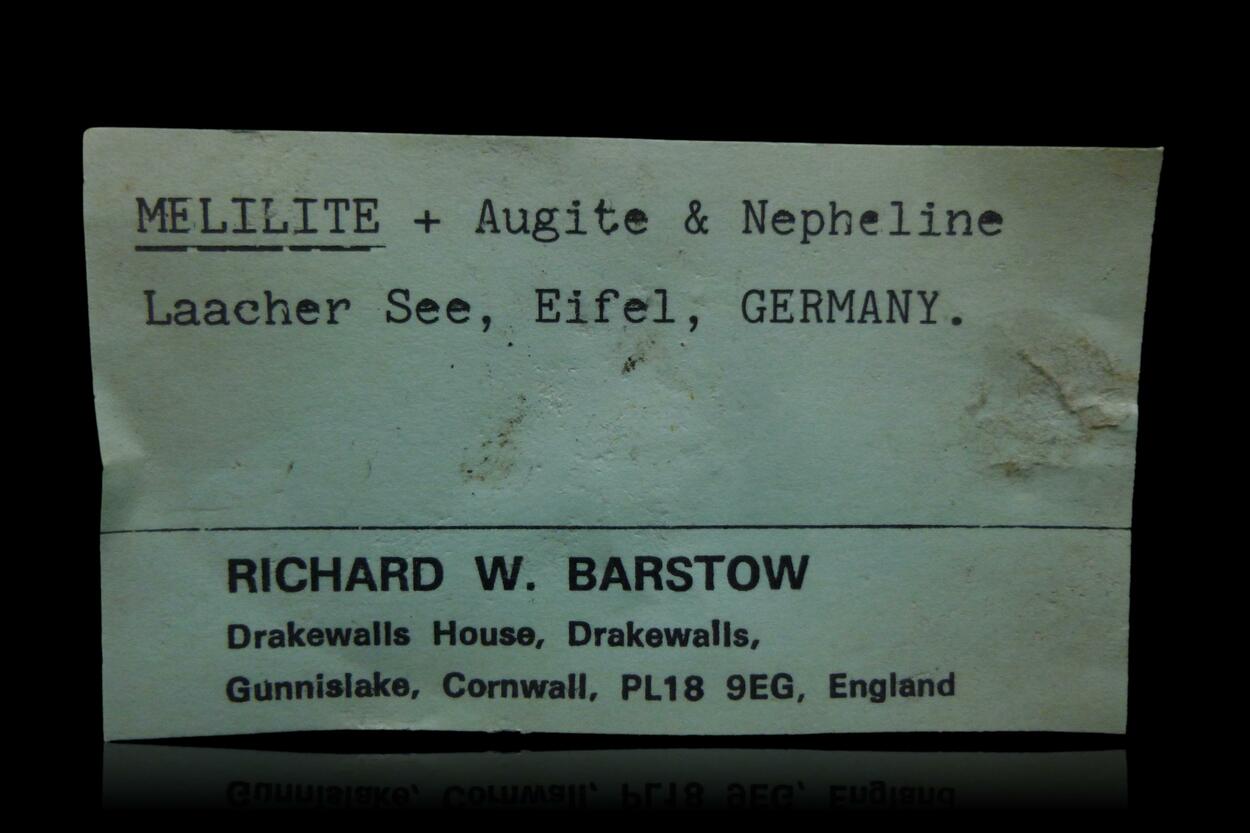 MELILITE + Augite & Nepheline
Laacher See, Eifel, GERMANY.
RICHARD W. BARSTOW
Drakewalls House, Drakewalls,
Gunnislake, Cornwall, PL18 9EG, England